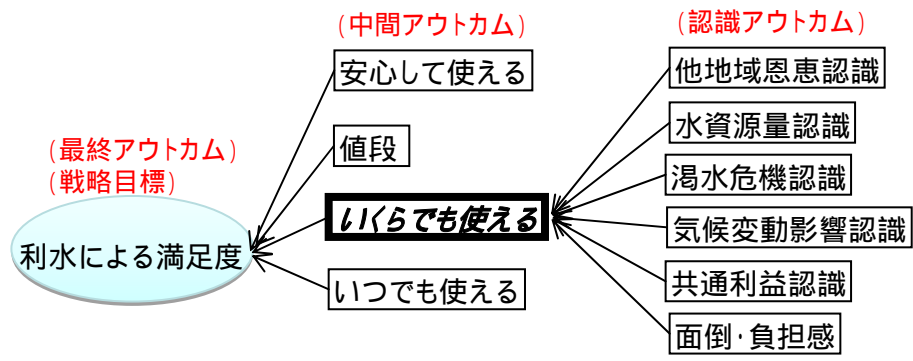 (中間アウトカム)
(認識アウトカム)
安心して使える
他地域恩恵認識
水資源量認識
(最終アウトカム)
(戦略目標)
値段
渇水危機認識
いくらでも使える
気候変動影響認識
利水による満足度
いつでも使える
共通利益認識
面倒・負担感